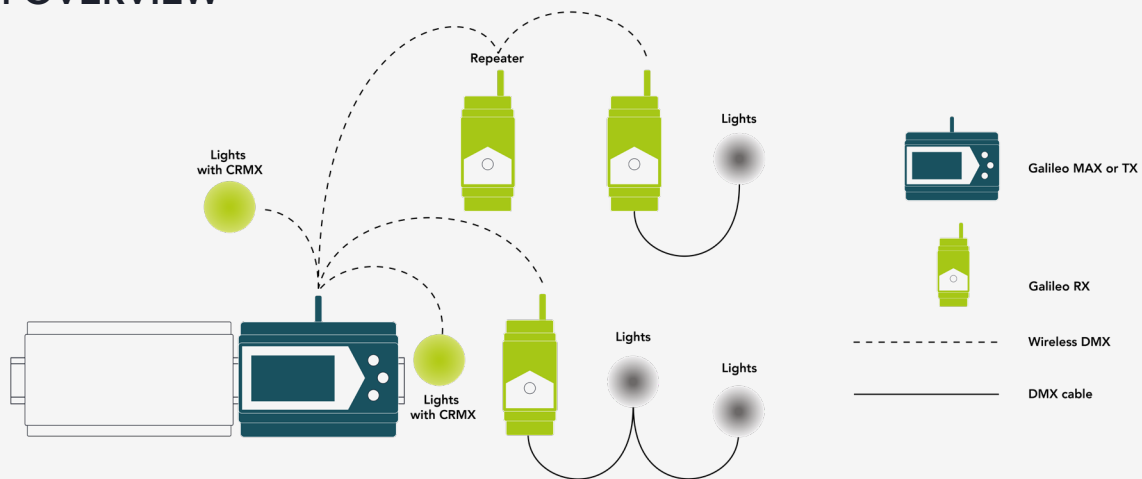 OVERVIEW
Repeater
Lights
Lights
with CRMX
Galileo MAX or TX
Galileo RX
Lights
Wireless DMX
Lights
Lights
with CRMX
DMX cable